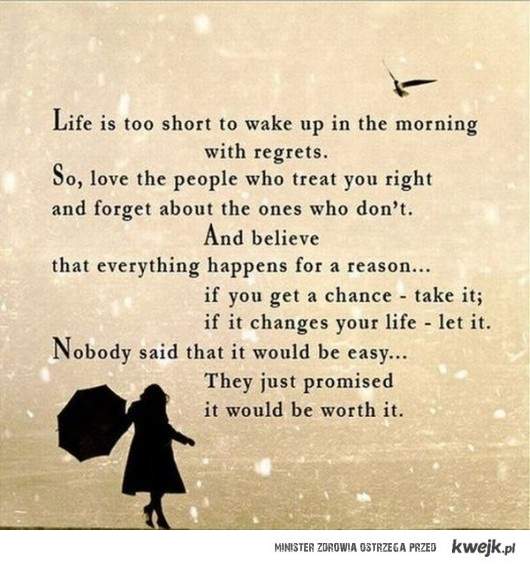 Life is too short to wake up in the morning
with regrets.
So, love the people who treat you right
and forget about the ones who don't.
And believe
that everything happens for a reason...
if you get a chance - take it;
if it changes your life - let it.
Nobody said that it would be easy...
They just promised
it would be worth it.
MINISTER ZDROWIA OSTRZEGA PRZED kwejk.pl